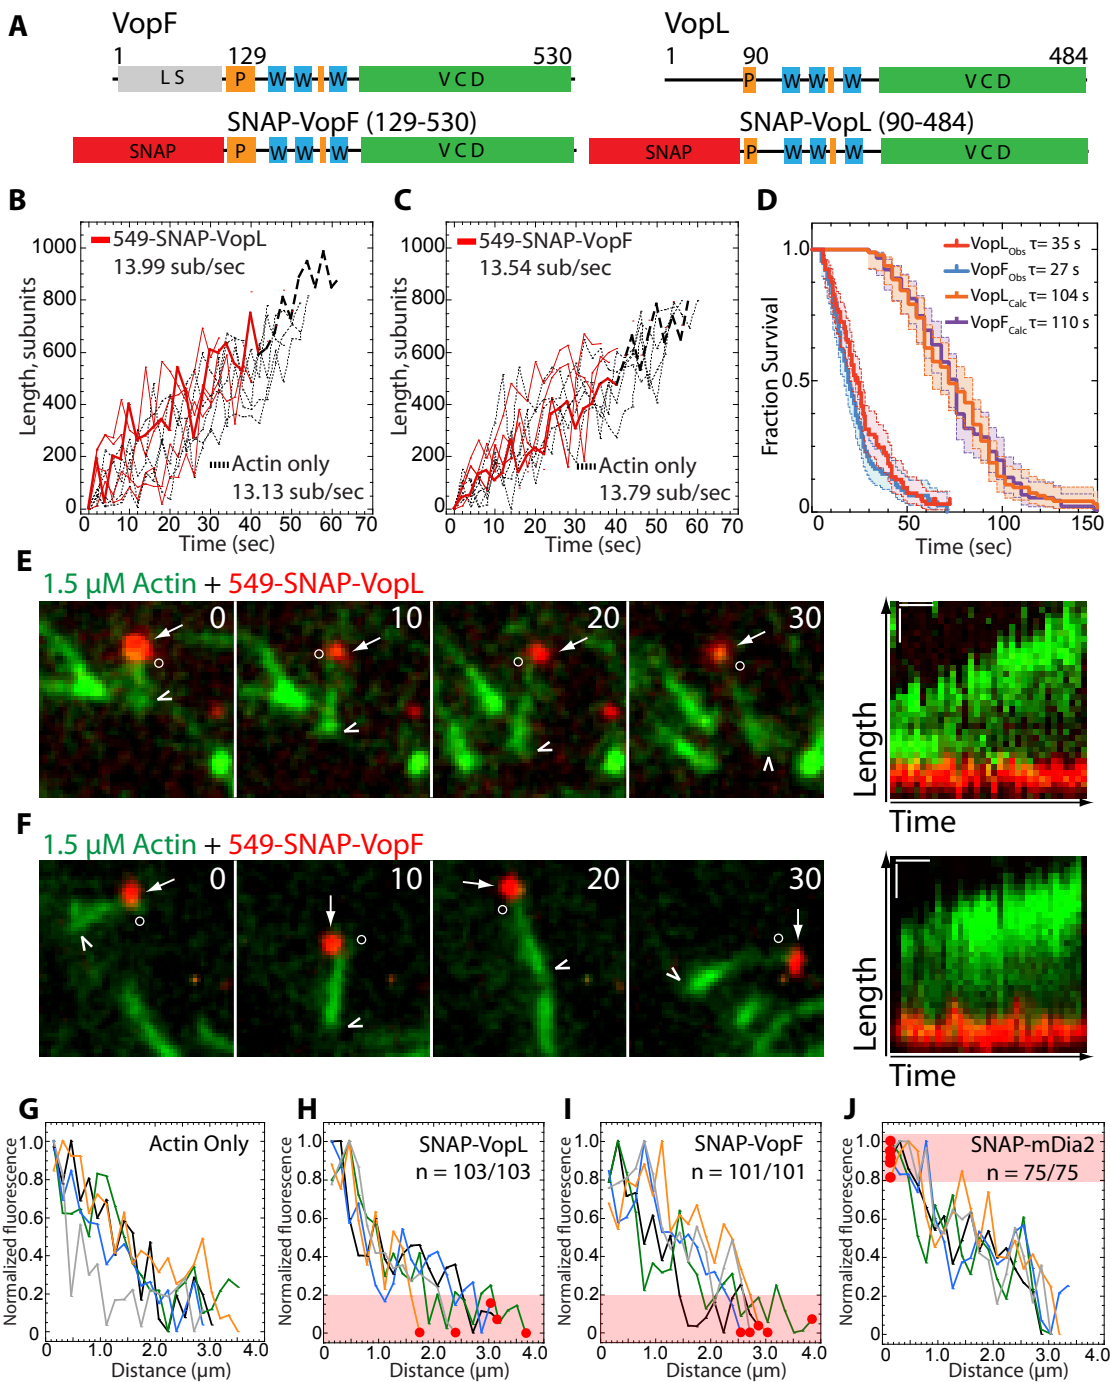 A
VopF
1 129 530
L S P W W W V C D
VopL
1 90 484
P W W W V C D
SNAP-VopF (129-530)
SNAP P W W W V C D
SNAP-VopL (90-484)
SNAP P W W W V C D
B
1000
800
600
400
200
0
Length, subunits
549-SNAP-VopL
13.99 sub/sec
Actin only
13.13 sub/sec
0 10 20 30 40 50 60 70
Time (sec)
C
1000
800
600
400
200
0
Length, subunits
549-SNAP-VopF
13.54 sub/sec
Actin only
13.79 sub/sec
0 10 20 30 40 50 60 70
Time (sec)
D
1.0
0.5
0
Fraction Survival
VopLObs τ= 35 s
VopFObs τ= 27 s
VopLCalc τ= 104 s
VopFCalc τ= 110 s
0 50 100 150
Time (sec)
E
1.5 µM Actin + 549-SNAP-VopL
0 10 20 30
Length
Time
F
1.5 µM Actin + 549-SNAP-VopF
0 10 20 30
Length
Time
G
Actin Only
Normalized fluorescence
1.0
0.8
0.6
0.4
0.2
0
0 1.0 2.0 3.0 4.0
Distance (µm)
H
SNAP-VopL
n = 103/103
Normalized fluorescence
1.0
0.8
0.6
0.4
0.2
0
0 1.0 2.0 3.0 4.0
Distance (µm)
I
SNAP-VopF
n = 101/101
Normalized fluorescence
1.0
0.8
0.6
0.4
0.2
0
0 1.0 2.0 3.0 4.0
Distance (µm)
J
SNAP-mDia2
n = 75/75
Normalized fluorescence
1.0
0.8
0.6
0.4
0.2
0
0 1.0 2.0 3.0 4.0
Distance (µm)